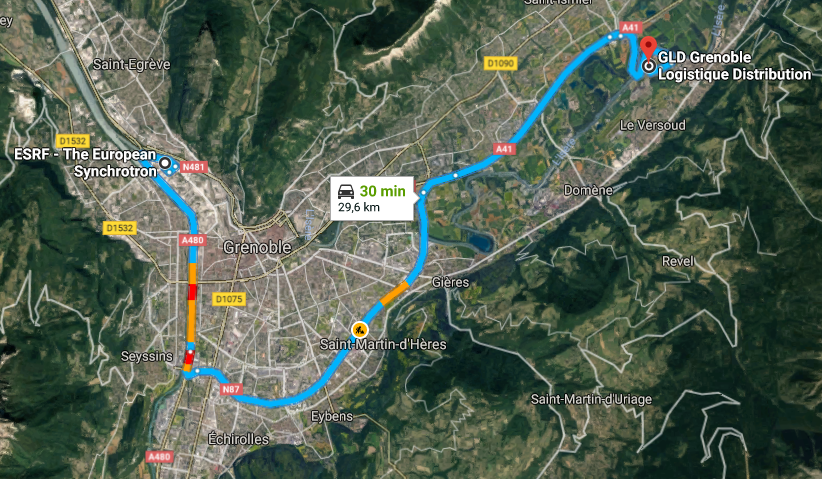 Saint-Ismier
ey
A41
Saint-Egrève
D1090
GLD Grenoble
Logistique Distribution
Le Versoud
D1532
ESRF - The European
Synchrotron
N481
A41
30 min
29,6 km
Domène
D1532
A480
Grenoble
Revel
Gières
D1075
Saint-Martin-d'Hères
Seyssins
N87
Saint-Martin-d'Uriage
Eybens
Échirolles
A480
L'Isère